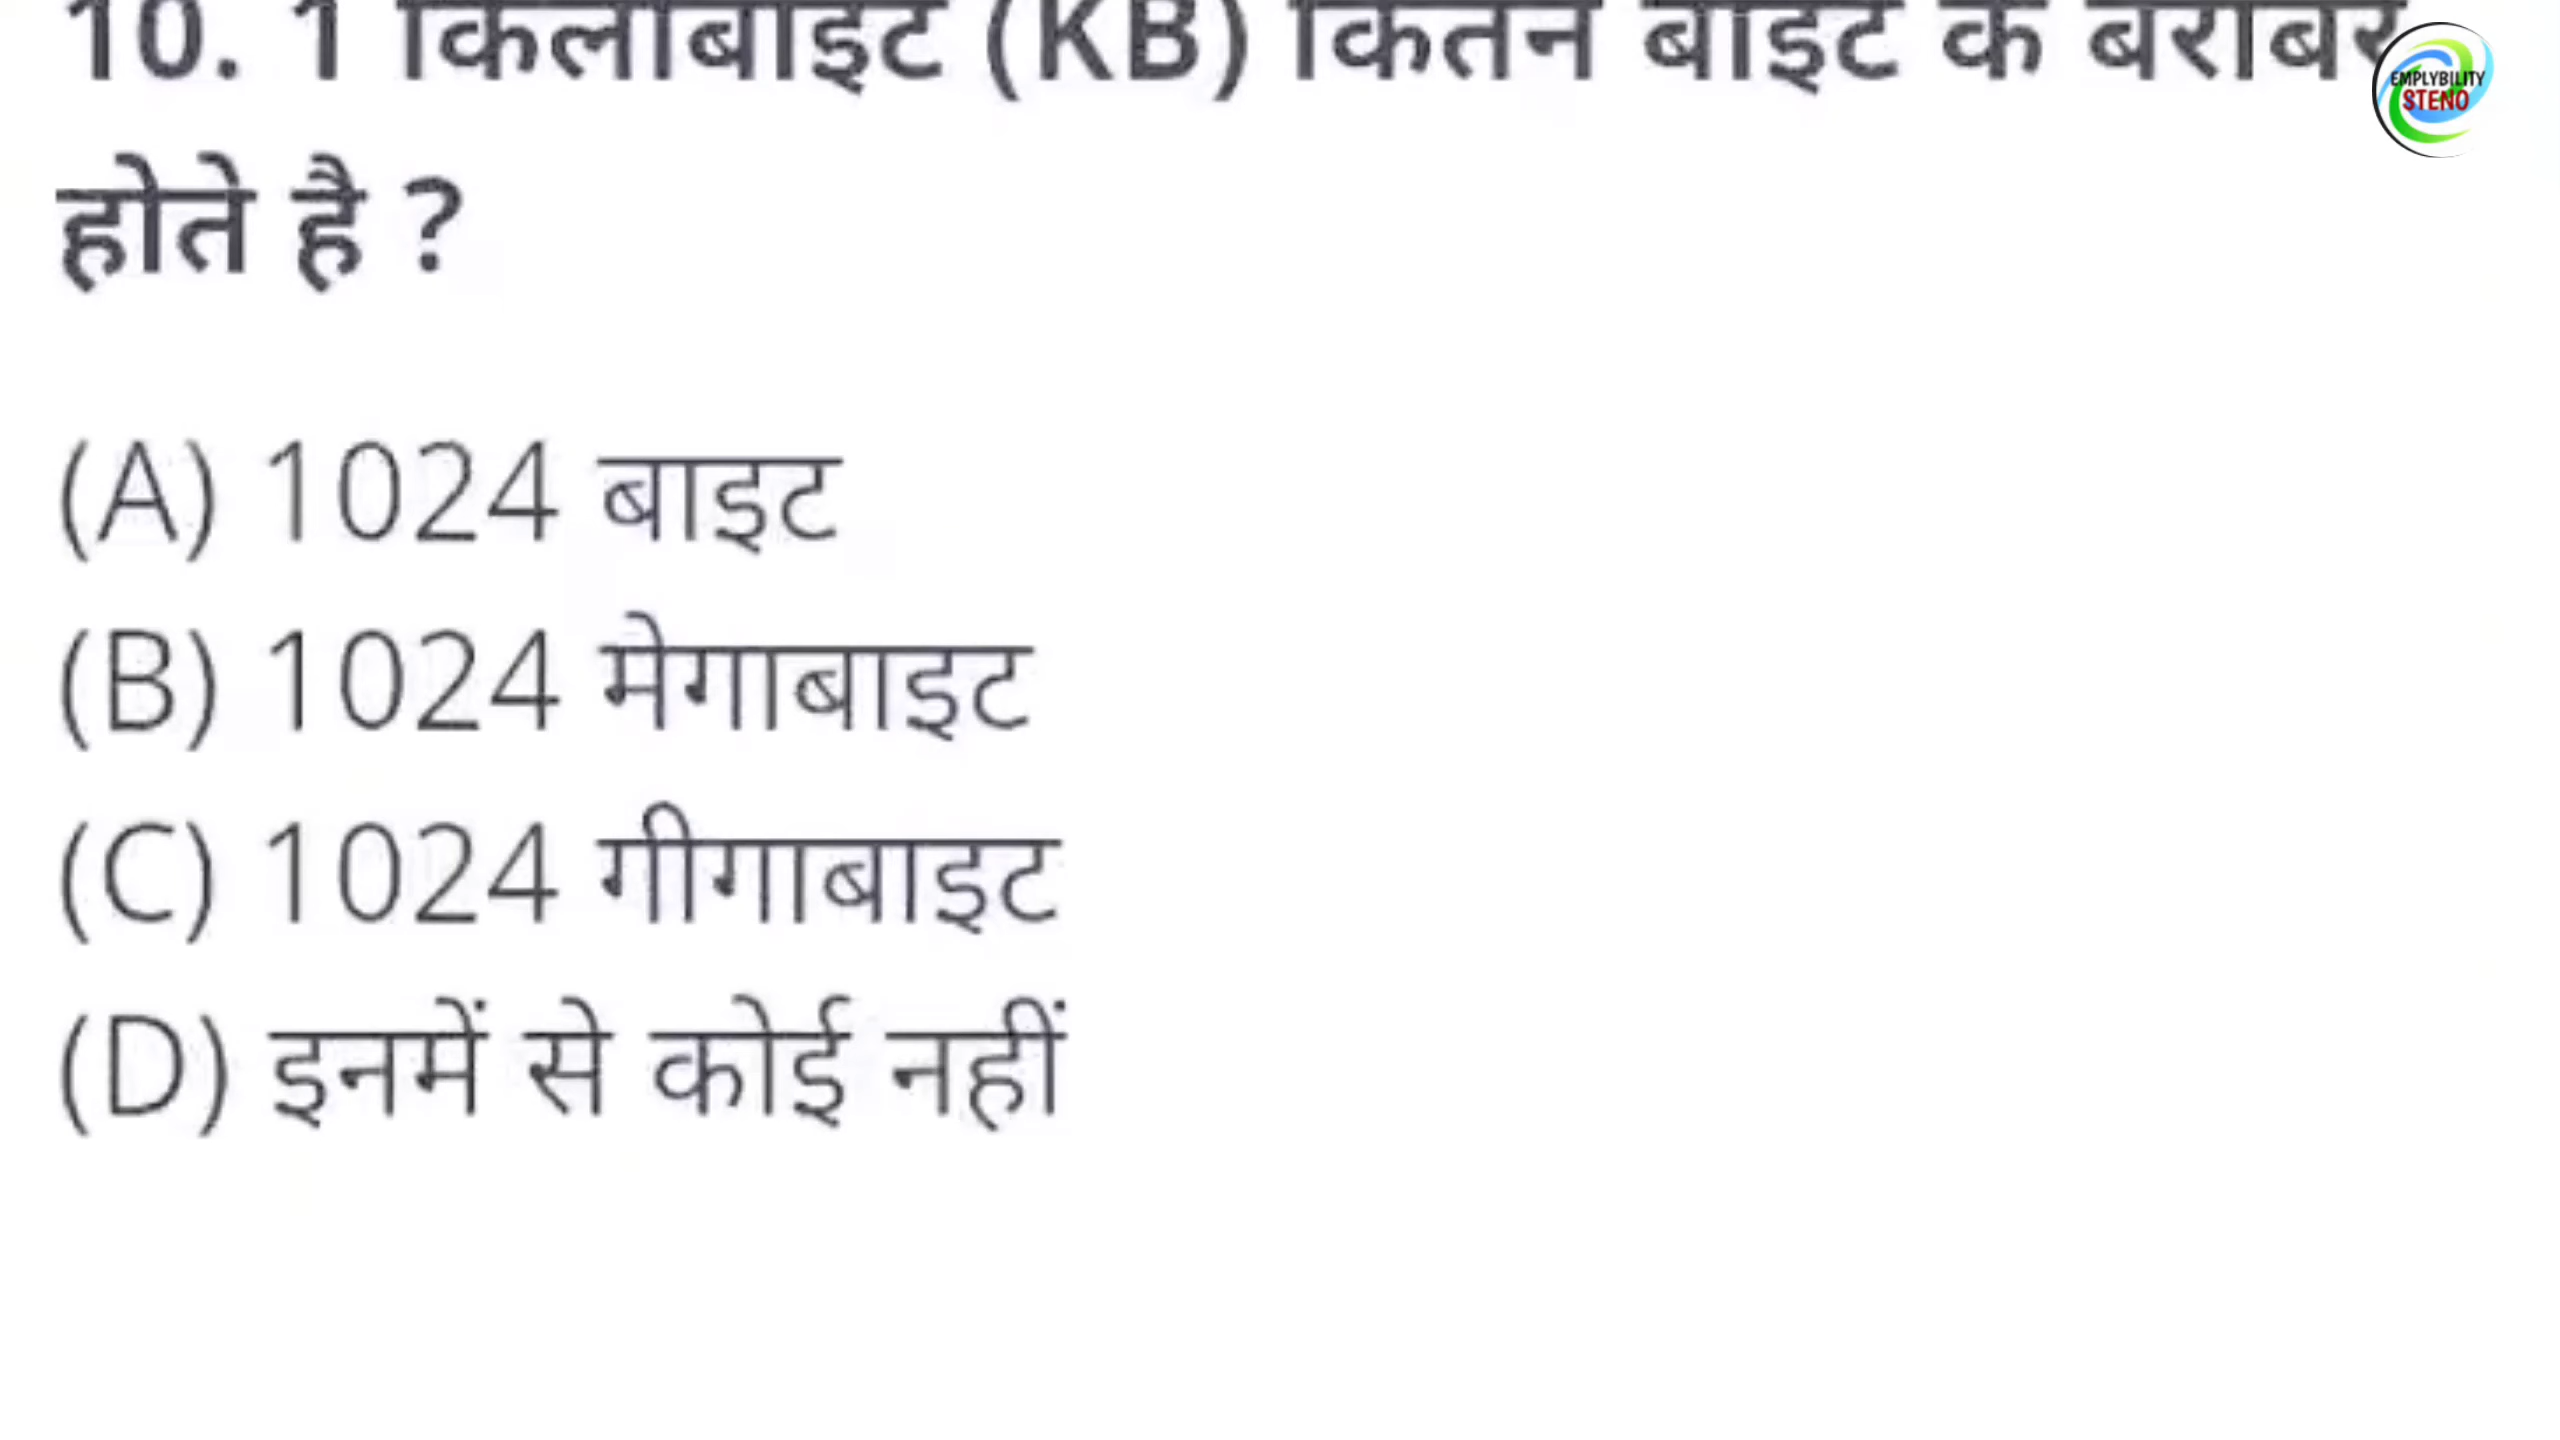 10. 1 किलोबाइट (KB) कितने बाइट के बराबर
होते है ?
(A) 1024 बाइट
(B) 1024 मेगाबाइट
(C) 1024 गीगाबाइट
(D) इनमें से कोई नहीं
EMPLYBILITY
STENO